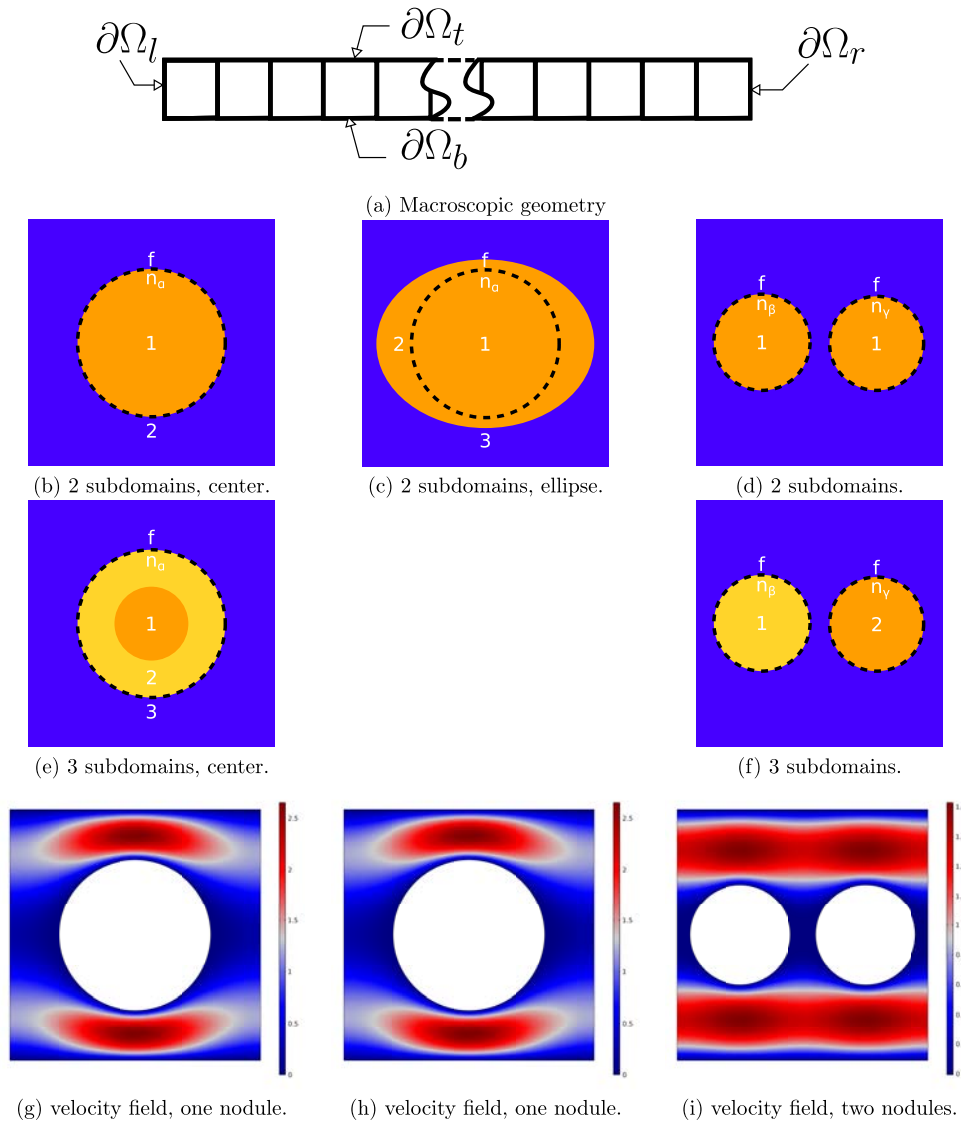 ∂Ω_t
∂Ω_l
∂Ω_r
∂Ω_b
(a) Macroscopic geometry
f
n_α
1
2
f
n_α
2
1
3
f
n_β
1
f
n_γ
1
(b) 2 subdomains, center.
(c) 2 subdomains, ellipse.
(d) 2 subdomains.
f
n_α
1
2
3
f
n_β
1
f
n_γ
2
(e) 3 subdomains, center.
(f) 3 subdomains.
2.5
2
1.5
1
0.5
0
2.5
2
1.5
1
0.5
0
(g) velocity field, one nodule.
(h) velocity field, one nodule.
(i) velocity field, two nodules.